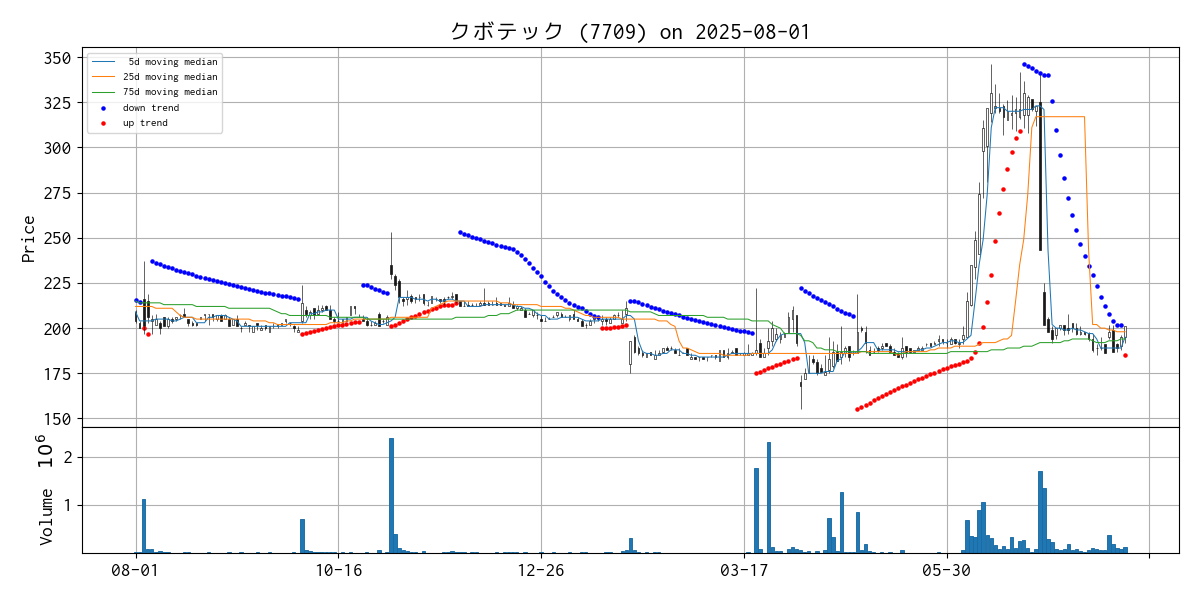 クボテック (7709) on 2025-08-01
5d moving median
25d moving median
75d moving median
down trend
up trend
Price
350
325
300
275
250
225
200
175
150
Volume 10^6
2
1
08-01
10-16
12-26
03-17
05-30